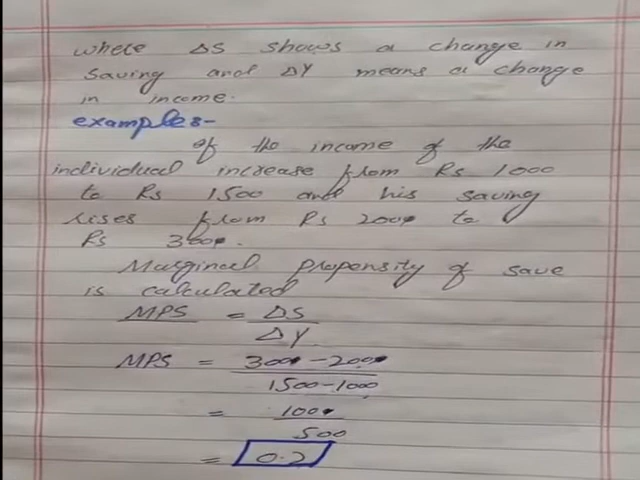 where ΔS shows a change in
saving and ΔY means a change
in income.
examples-
of the income of the
individual increase from Rs 1000
to Rs 1500 and his saving
rises from Rs 200 to
Rs 300.
Marginal propensity of save
is calculated
MPS = ΔS
ΔY
MPS = 300 - 200
1500-1000
= 100
500
= 0.2